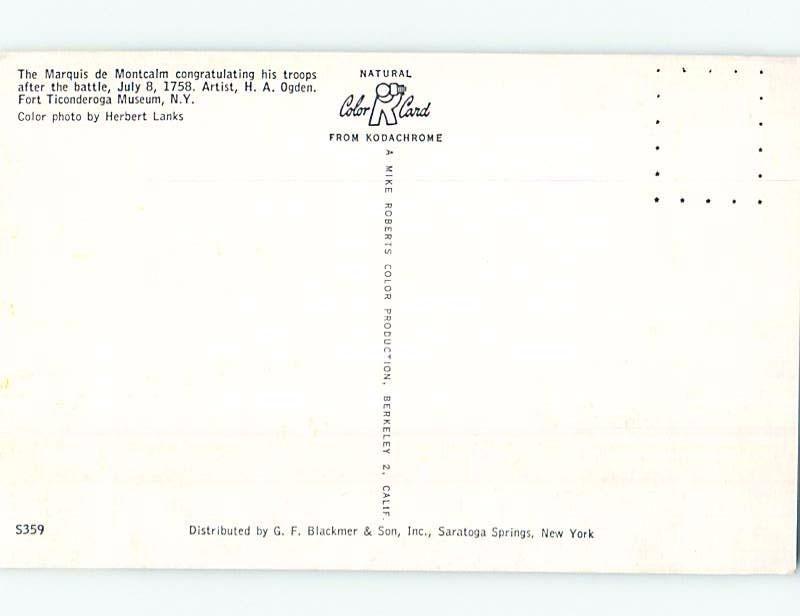 The Marquis de Montcalm congratulating his troops
after the battle, July 8, 1758. Artist, H. A. Ogden.
Fort Ticonderoga Museum, N.Y.
Color photo by Herbert Lanks
NATURAL
Color Card
FROM KODACHROME
A MIKE ROBERTS COLOR PRODUCTION, BERKELEY 2, CALIF.
S359
Distributed by G. F. Blackmer & Son, Inc., Saratoga Springs, New York